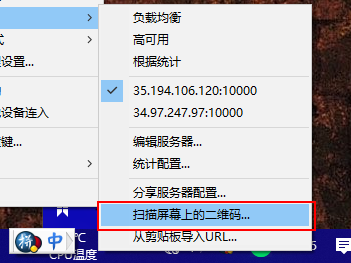 负载均衡
高可用
根据统计
式
设置...
35.194.106.120:10000
34.97.247.97:10000
设备连入
编辑服务器...
键...
统计配置...
分享服务器配置...
扫描屏幕上的二维码...
从剪贴板导入URL...
拼 中
°C
CPU温度